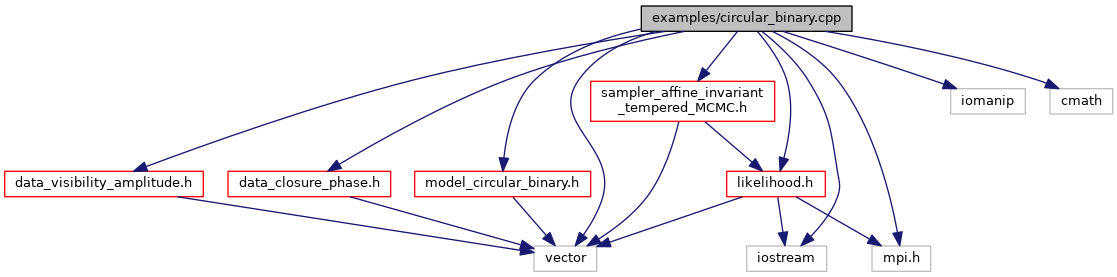 examples/circular_binary.cpp
sampler_affine_invariant
_tempered_MCMC.h
iomanip
cmath
data_visibility_amplitude.h
data_closure_phase.h
model_circular_binary.h
likelihood.h
vector
iostream
mpi.h